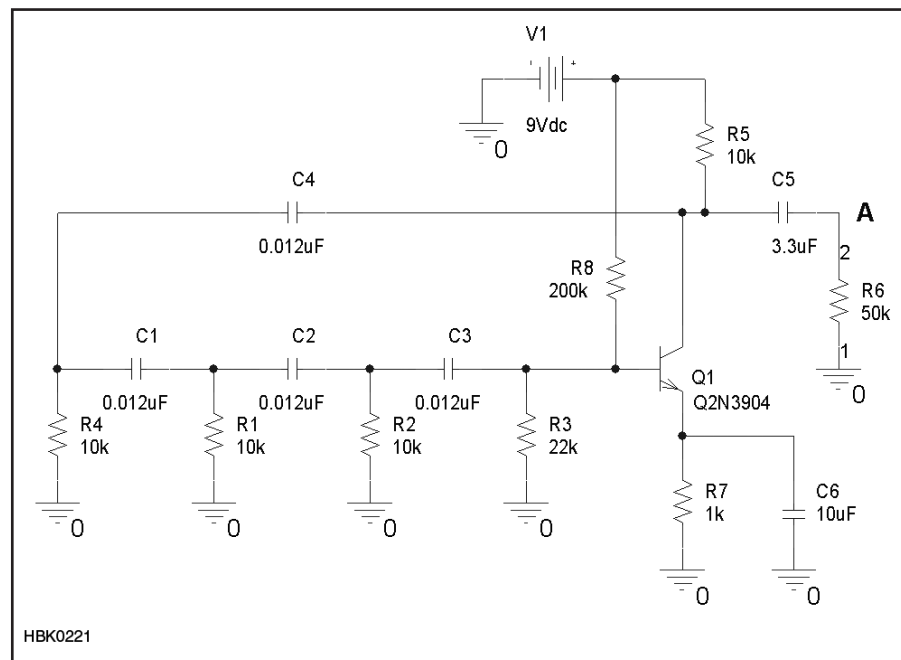 V1
- +
9Vdc
0
R5
10k
C4
0.012uF
C5
3.3uF
A
2
R8
200k
R6
50k
1
0
C1
0.012uF
C2
0.012uF
C3
0.012uF
Q1
Q2N3904
R4
10k
0
R1
10k
0
R2
10k
0
R3
22k
0
R7
1k
0
C6
10uF
0
HBK0221